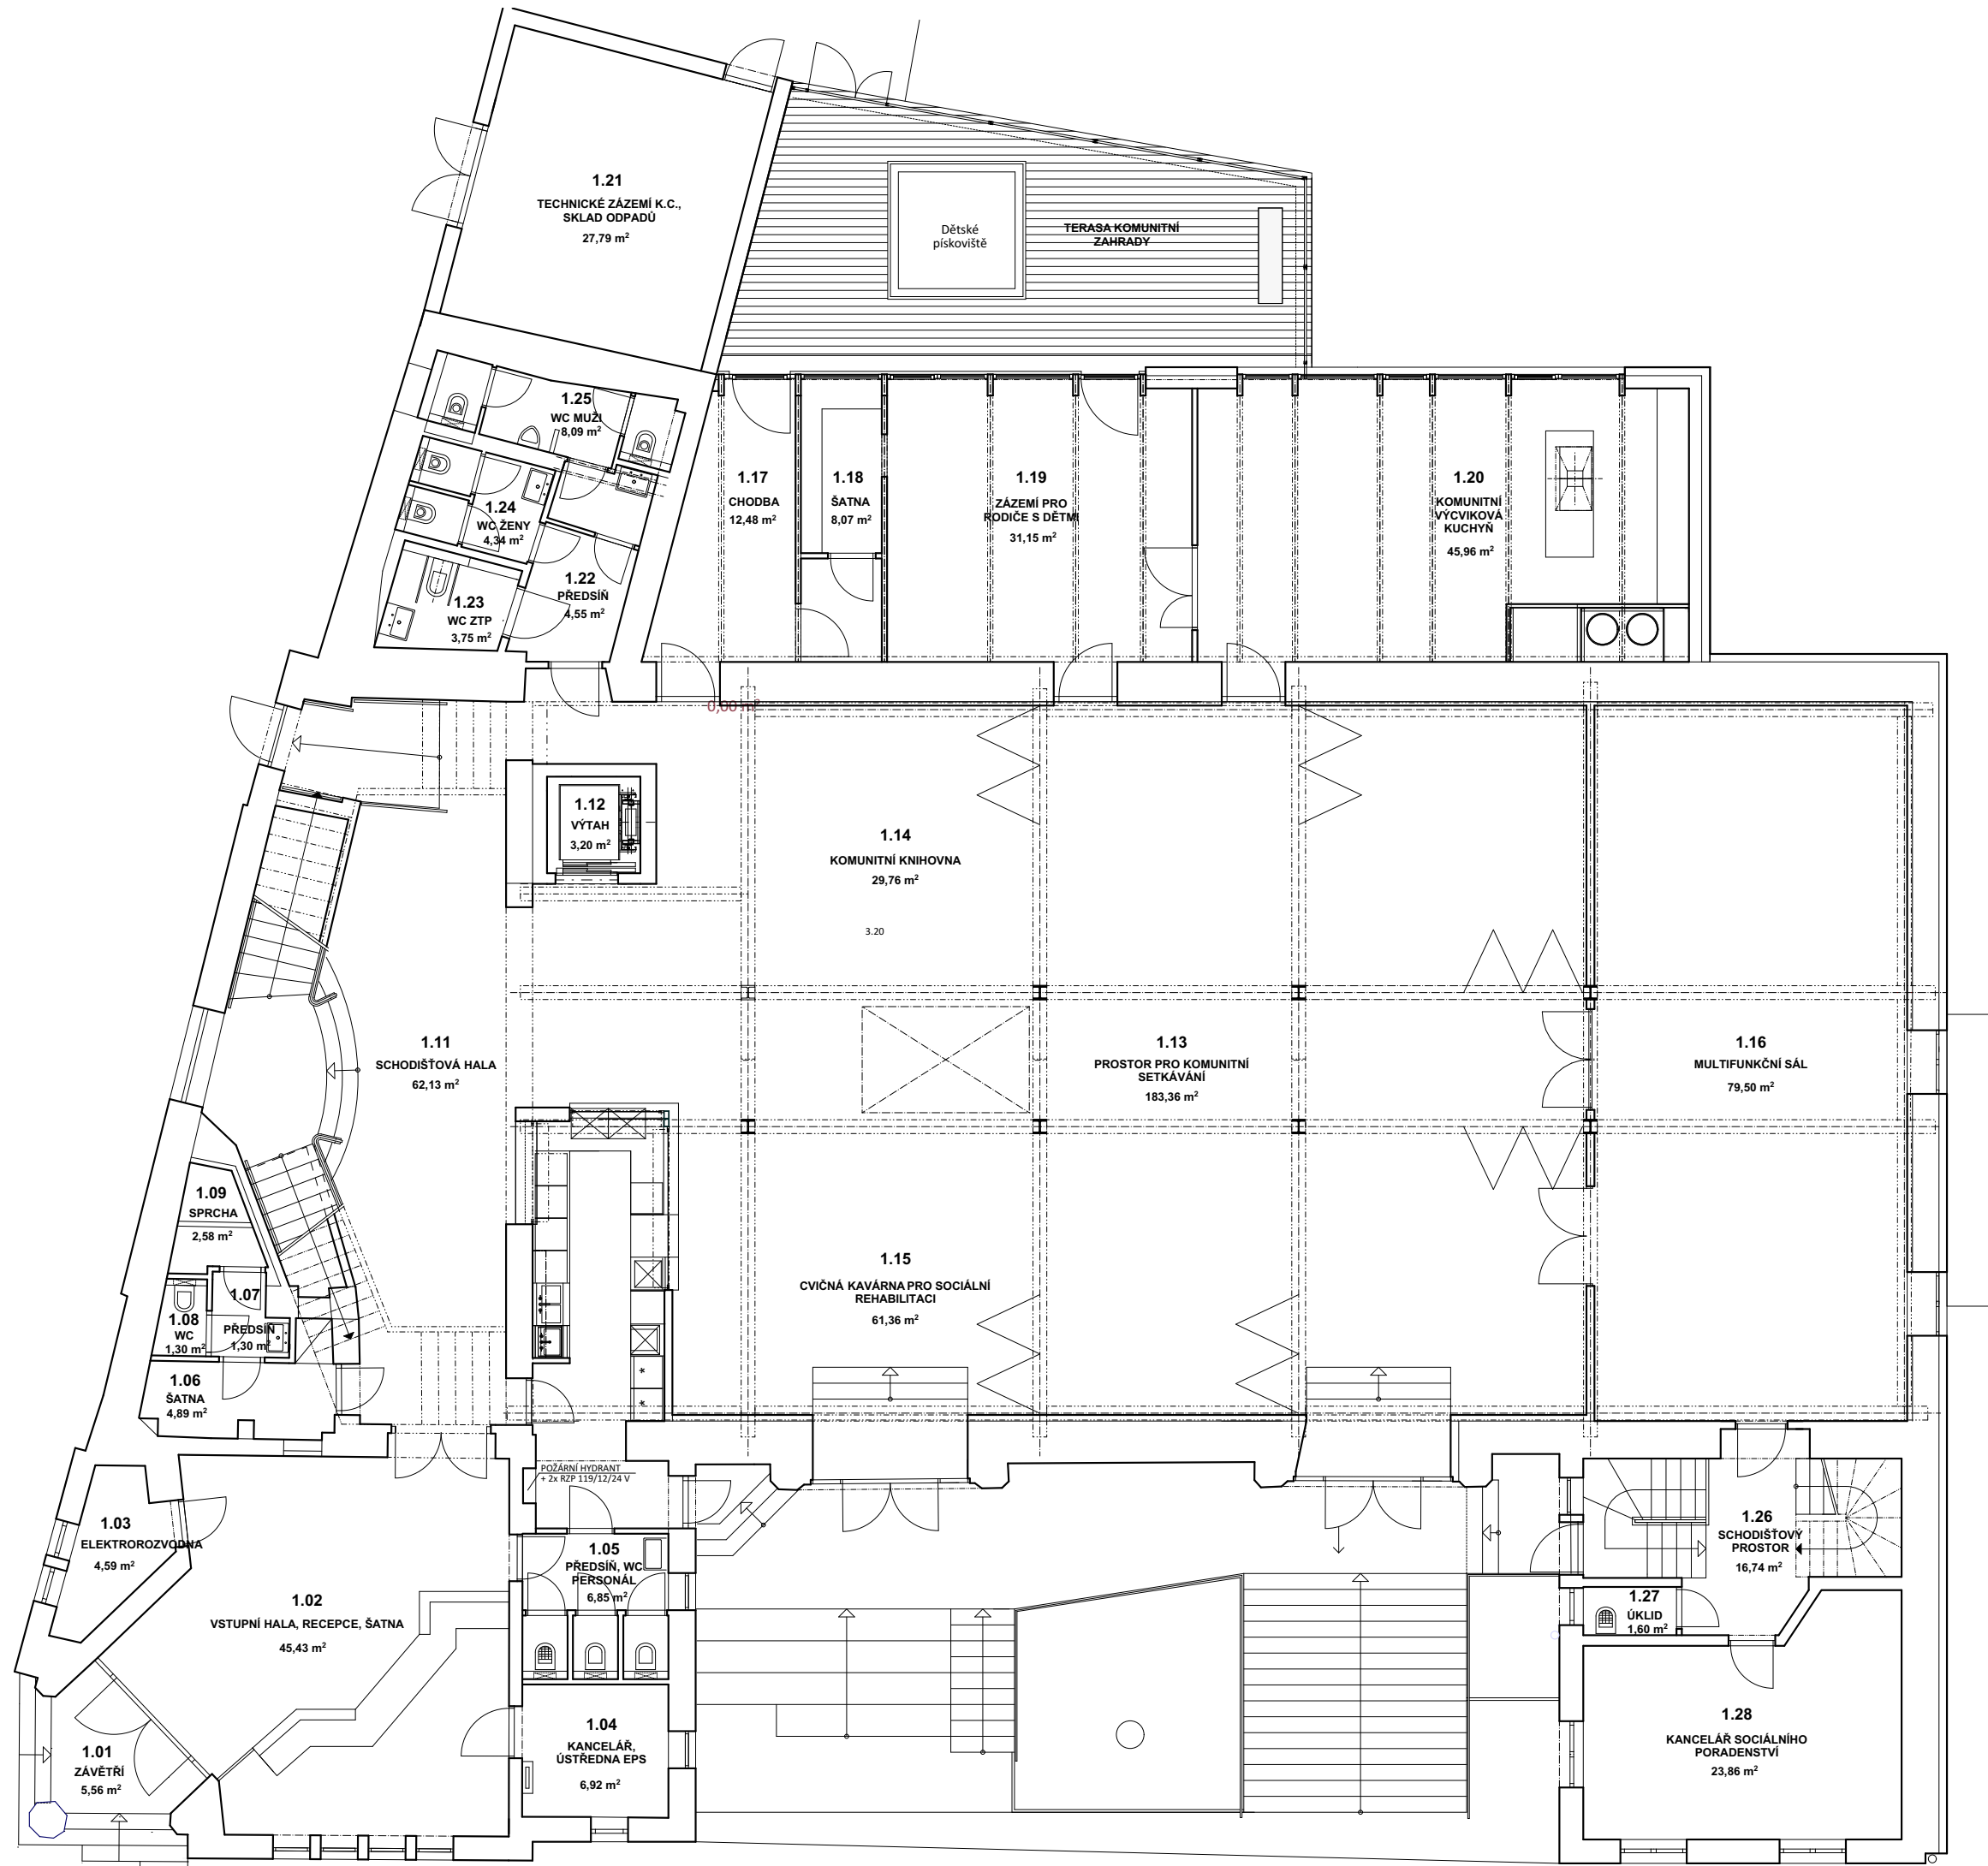 1.21
TECHNICKÉ ZÁZEMÍ K.C.,
SKLAD ODPADŮ
27,79 m²
Dětské
pískoviště
TERASA KOMUNITNÍ
ZAHRADY
1.25
WC MUŽI
8,09 m²
1.24
WC ŽENY
4,34 m²
1.23
WC ZTP
3,75 m²
1.22
PŘEDSÍŇ
4,55 m²
1.17
CHODBA
12,48 m²
1.18
ŠATNA
8,07 m²
1.19
ZÁZEMÍ PRO
RODIČE S DĚTMI
31,15 m²
1.20
KOMUNITNÍ
VÝCVIKOVÁ
KUCHYŇ
45,96 m²
0,00 m²
1.12
VÝTAH
3,20 m²
1.14
KOMUNITNÍ KNIHOVNA
29,76 m²
3.20
1.11
SCHODIŠŤOVÁ HALA
62,13 m²
1.13
PROSTOR PRO KOMUNITNÍ
SETKÁVÁNÍ
183,36 m²
1.16
MULTIFUNKČNÍ SÁL
79,50 m²
1.09
SPRCHA
2,58 m²
1.07
PŘEDSÍŇ
1,30 m²
1.08
WC
1,30 m²
1.06
ŠATNA
4,89 m²
1.15
CVIČNÁ KAVÁRNA PRO SOCIÁLNÍ
REHABILITACI
61,36 m²
POŽÁRNÍ HYDRANT
+ 2x RZP 119/12/24 V
1.03
ELEKTROROZVODNA
4,59 m²
1.05
PŘEDSÍŇ, WC
PERSONÁL
6,85 m²
1.02
VSTUPNÍ HALA, RECEPCE, ŠATNA
45,43 m²
1.26
SCHODIŠŤOVÝ
PROSTOR
16,74 m²
1.27
ÚKLID
1,60 m²
1.01
ZÁVĚTŘÍ
5,56 m²
1.04
KANCELÁŘ,
ÚSTŘEDNA EPS
6,92 m²
1.28
KANCELÁŘ SOCIÁLNÍHO
PORADENSTVÍ
23,86 m²